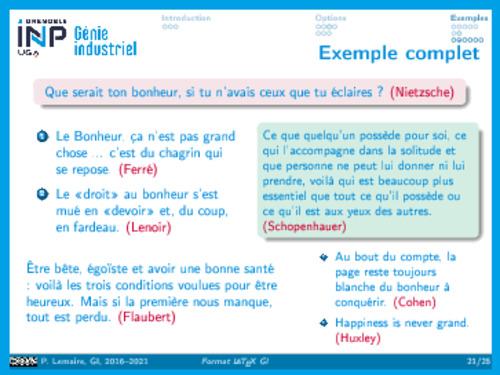 GRENOBLE
INP
UGA
Génie
industriel
Introduction
Options
Exemples
Exemple complet
Que serait ton bonheur, si tu n'avais ceux que tu éclaires ? (Nietzsche)
1 Le Bonheur, ça n'est pas grand
chose ... c'est du chagrin qui
se repose. (Ferré)
2 Le «droit» au bonheur s'est
mué en «devoir» et, du coup,
en fardeau. (Lenoir)
Être bête, égoïste et avoir une bonne santé
: voilà les trois conditions voulues pour être
heureux. Mais si la première nous manque,
tout est perdu. (Flaubert)
Ce que quelqu'un possède pour soi, ce
qui l'accompagne dans la solitude et
que personne ne peut lui donner ni lui
prendre, voilà qui est beaucoup plus
essentiel que tout ce qu'il possède ou
ce qu'il est aux yeux des autres.
(Schopenhauer)
Au bout du compte, la
page reste toujours
blanche du bonheur à
conquérir. (Cohen)
Happiness is never grand.
(Huxley)
P. Lemaire, GI, 2016–2021
Format LATEX GI
21/25